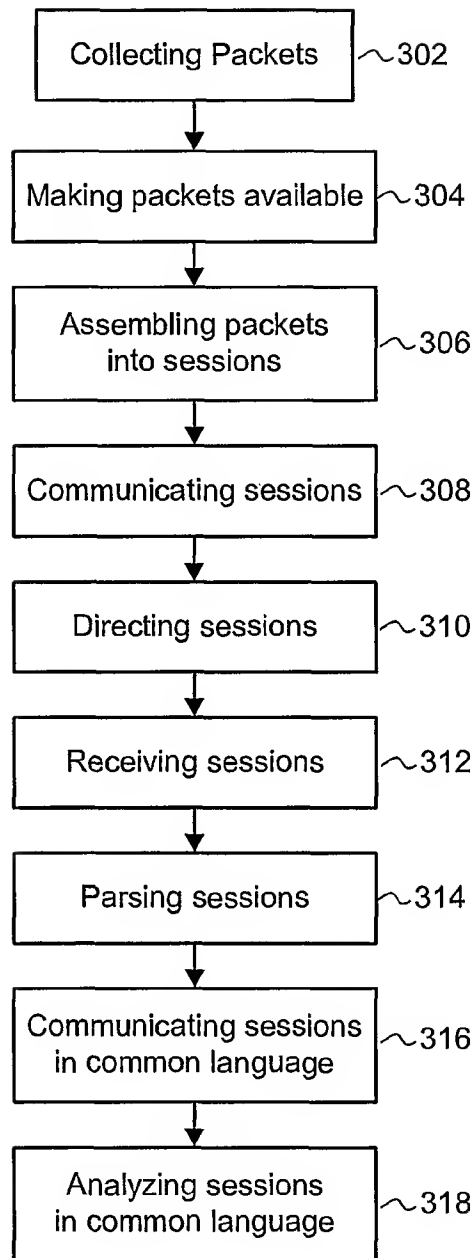 Collecting Packets 302
Making packets available 304
Assembling packets
into sessions 306
Communicating sessions 308
Directing sessions 310
Receiving sessions 312
Parsing sessions 314
Communicating sessions
in common language 316
Analyzing sessions
in common language 318